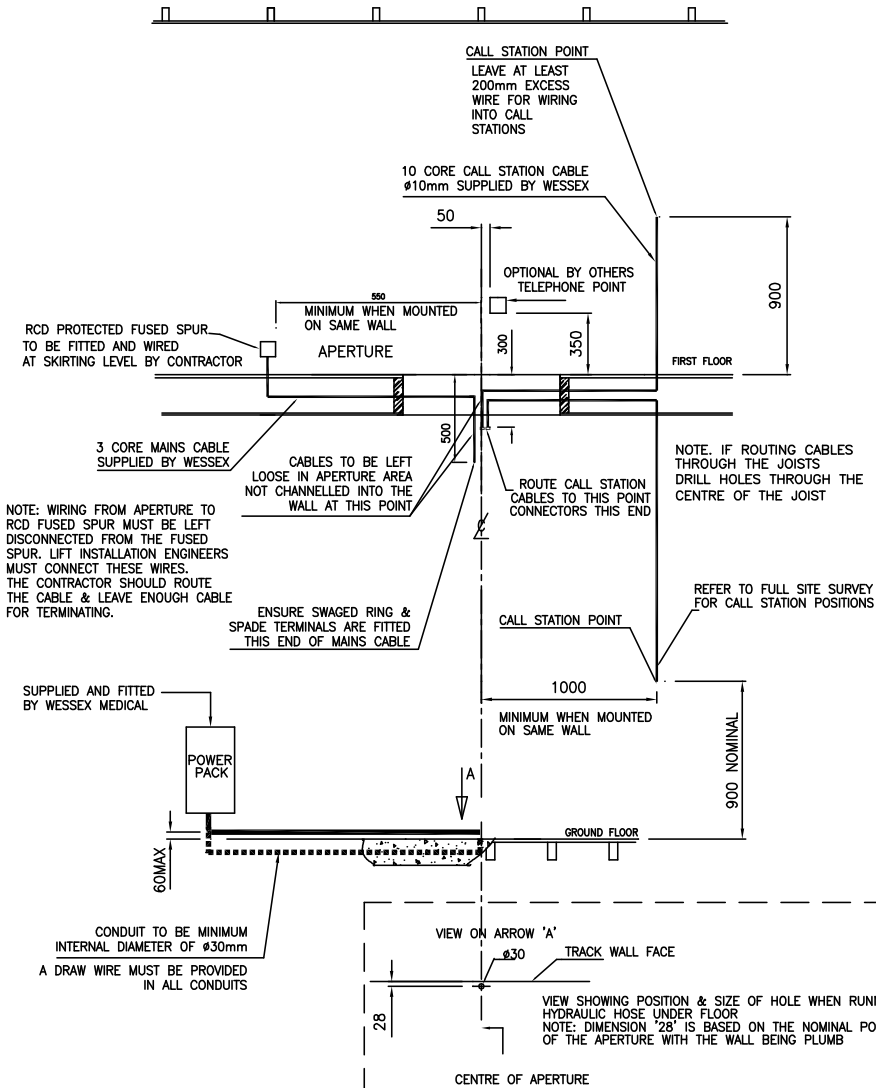 CALL STATION POINT
LEAVE AT LEAST
200mm EXCESS
WIRE FOR WIRING
INTO CALL
STATIONS
10 CORE CALL STATION CABLE
ø10mm SUPPLIED BY WESSEX
50
OPTIONAL BY OTHERS
TELEPHONE POINT
900
550
MINIMUM WHEN MOUNTED
ON SAME WALL
300
350
RCD PROTECTED FUSED SPUR
TO BE FITTED AND WIRED
AT SKIRTING LEVEL BY CONTRACTOR
APERTURE
FIRST FLOOR
500
3 CORE MAINS CABLE
SUPPLIED BY WESSEX
CABLES TO BE LEFT
LOOSE IN APERTURE AREA
NOT CHANNELLED INTO THE
WALL AT THIS POINT
ROUTE CALL STATION
CABLES TO THIS POINT
CONNECTORS THIS END
NOTE. IF ROUTING CABLES
THROUGH THE JOISTS
DRILL HOLES THROUGH THE
CENTRE OF THE JOIST
NOTE: WIRING FROM APERTURE TO
RCD FUSED SPUR MUST BE LEFT
DISCONNECTED FROM THE FUSED
SPUR. LIFT INSTALLATION ENGINEERS
MUST CONNECT THESE WIRES.
THE CONTRACTOR SHOULD ROUTE
THE CABLE & LEAVE ENOUGH CABLE
FOR TERMINATING.
ENSURE SWAGED RING &
SPADE TERMINALS ARE FITTED
THIS END OF MAINS CABLE
CALL STATION POINT
REFER TO FULL SITE SURVEY
FOR CALL STATION POSITIONS
SUPPLIED AND FITTED
BY WESSEX MEDICAL
1000
MINIMUM WHEN MOUNTED
ON SAME WALL
900 NOMINAL
POWER
PACK
A
GROUND FLOOR
60MAX
CONDUIT TO BE MINIMUM
INTERNAL DIAMETER OF ø30mm
A DRAW WIRE MUST BE PROVIDED
IN ALL CONDUITS
VIEW ON ARROW 'A'
ø30
TRACK WALL FACE
28
VIEW SHOWING POSITION & SIZE OF HOLE WHEN
HYDRAULIC HOSE UNDER FLOOR
NOTE: DIMENSION '28' IS BASED ON THE NOMINAL
OF THE APERTURE WITH THE WALL BEING PLUMB
CENTRE OF APERTURE